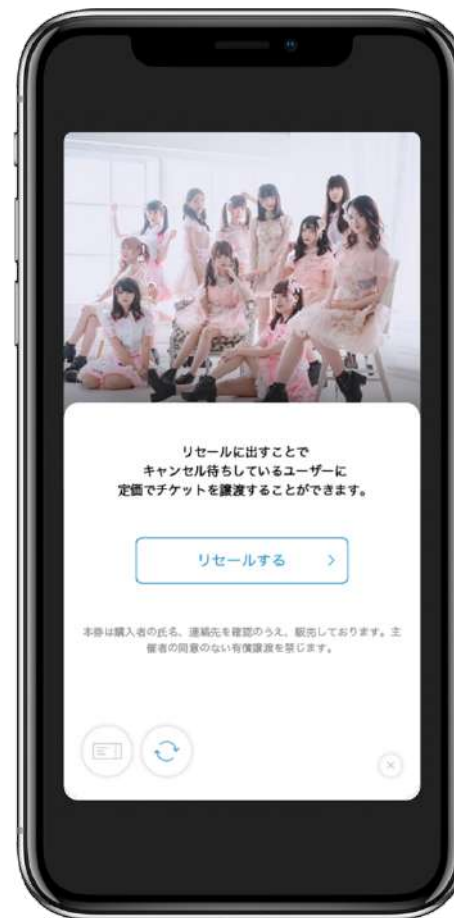 リセールに出すことで
キャンセル待ちしているユーザーに
定価でチケットを譲渡することができます。
リセールする
本券は購入者の氏名、連絡先を確認のうえ、販売しております。主
催者の同意のない有償譲渡を禁じます。